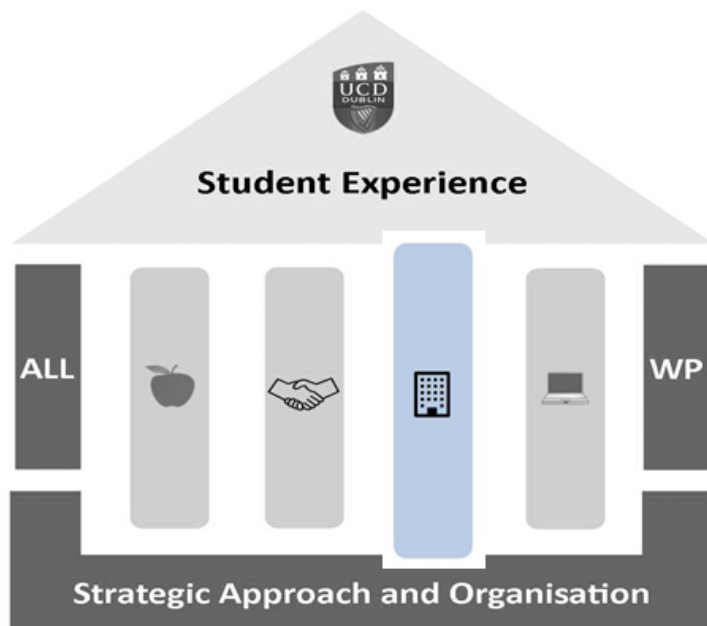 UCD
DUBLIN
Student Experience
ALL
WP
Strategic Approach and Organisation